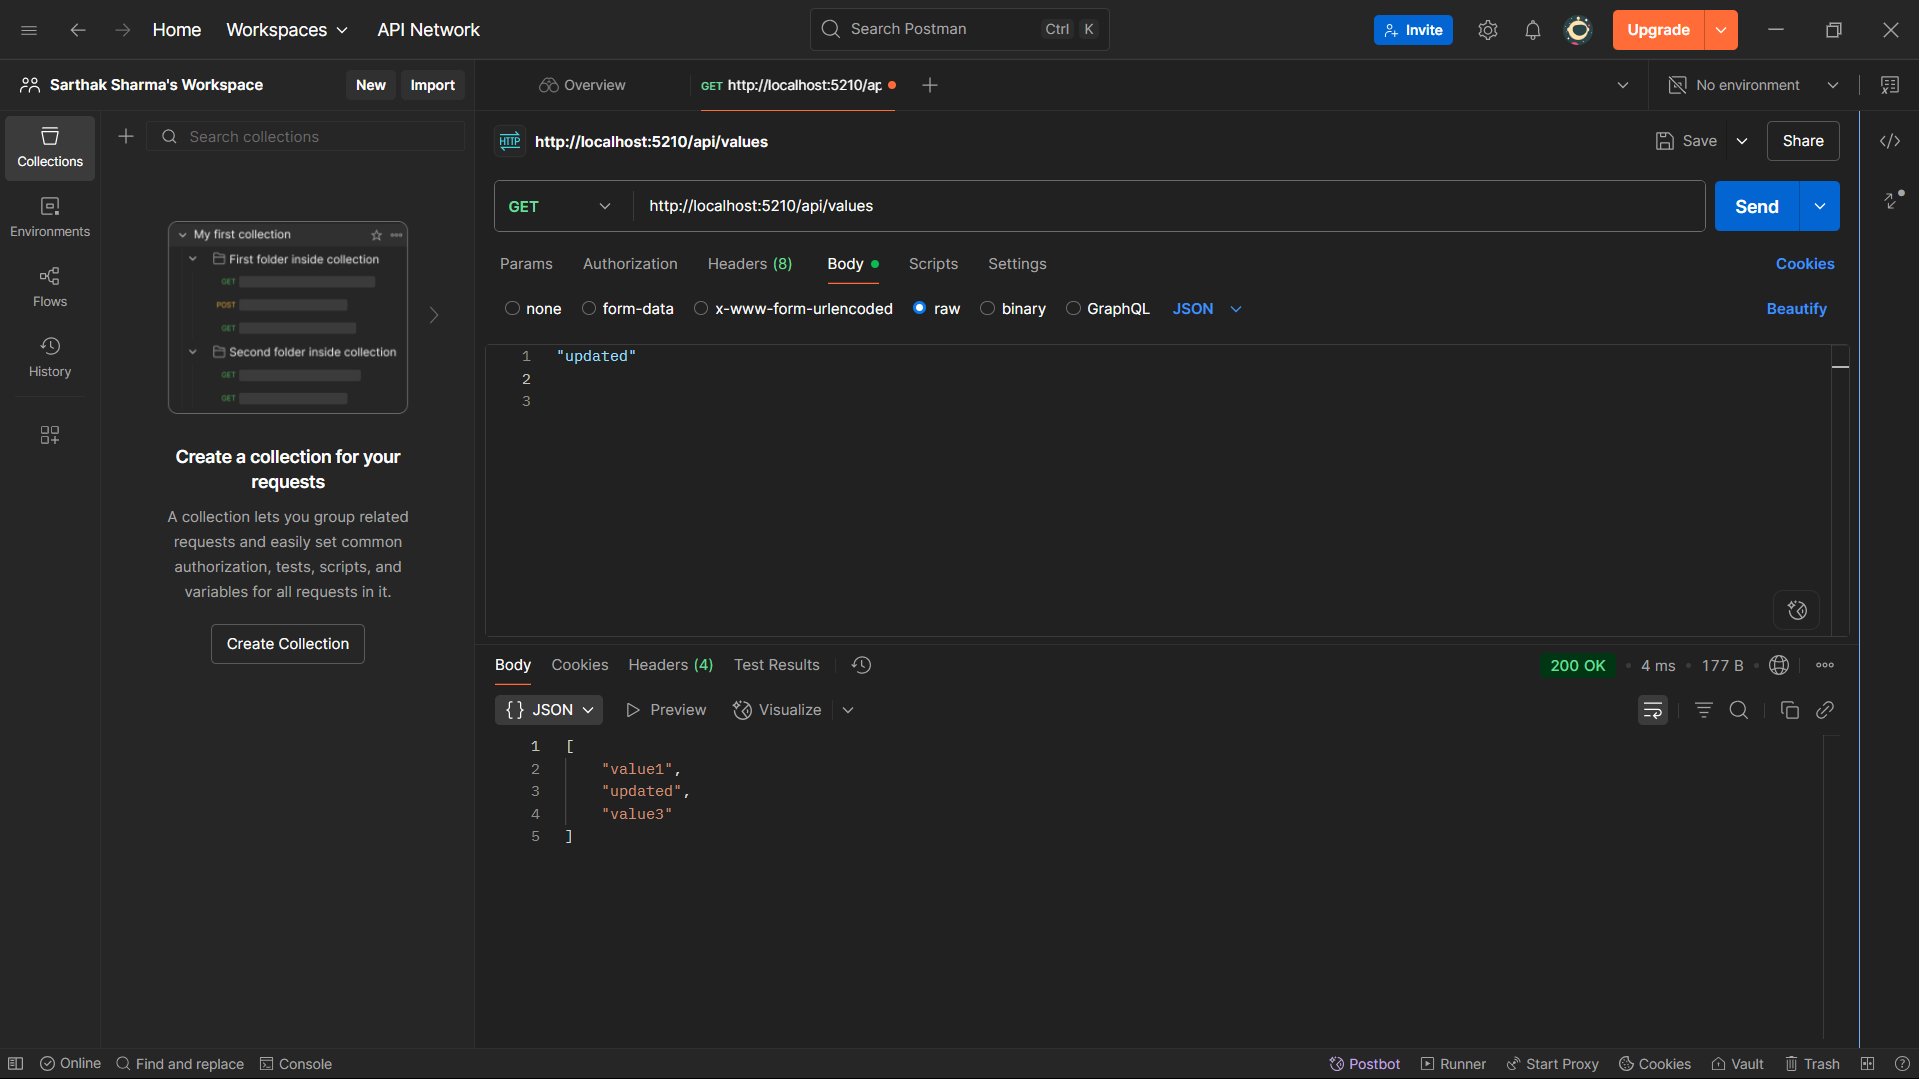 Home Workspaces API Network Search Postman Ctrl K Invite Upgrade
Sarthak Sharma's Workspace New Import Overview GET http://localhost:5210/ap No environment
Collections
Environments
Flows
History
Search collections
My first collection
First folder inside collection
GET
POST
GET
Second folder inside collection
GET
GET
Create a collection for your
requests
A collection lets you group related
requests and easily set common
authorization, tests, scripts, and
variables for all requests in it.
Create Collection
HTTP http://localhost:5210/api/values Save Share
GET http://localhost:5210/api/values Send
Params Authorization Headers (8) Body Scripts Settings Cookies
none form-data x-www-form-urlencoded raw binary GraphQL JSON Beautify
1 "updated"
2
3
Body Cookies Headers (4) Test Results 200 OK 4 ms 177 B
{} JSON Preview Visualize
1 [
2 "value1",
3 "updated",
4 "value3"
5 ]
Online Find and replace Console Postbot Runner Start Proxy Cookies Vault Trash